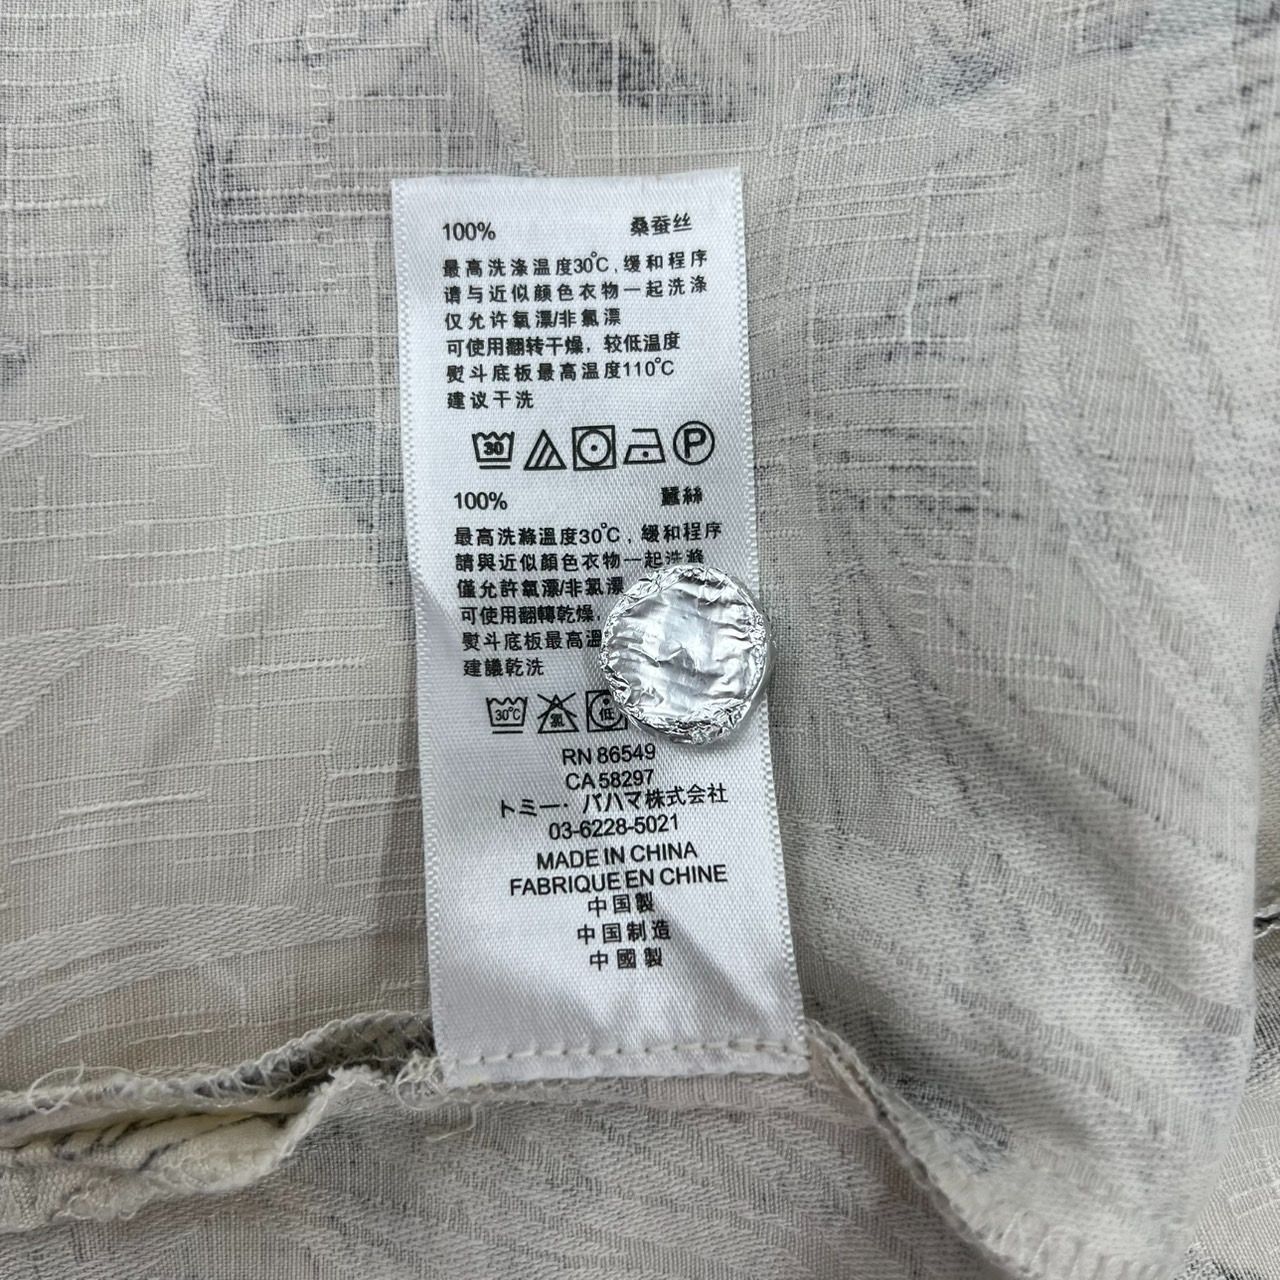 100% 桑蚕丝
最高洗涤温度30℃,缓和程序
请与近似颜色衣物一起洗涤
仅允许氧漂/非氯漂
可使用翻转干燥，较低温度
熨斗底板最高温度110℃
建议干洗
30 P
100% 蠶絲
最高洗滌溫度30℃, 緩和程序
請與近似顏色衣物一起洗滌
僅允許氧漂/非氯漂
可使用翻轉乾燥,
熨斗底板最高溫
建議乾洗
30℃ 氯 低
RN 86549
CA 58297
トミー・バハマ株式会社
03-6228-5021
MADE IN CHINA
FABRIQUE EN CHINE
中国製
中国制造
中國製